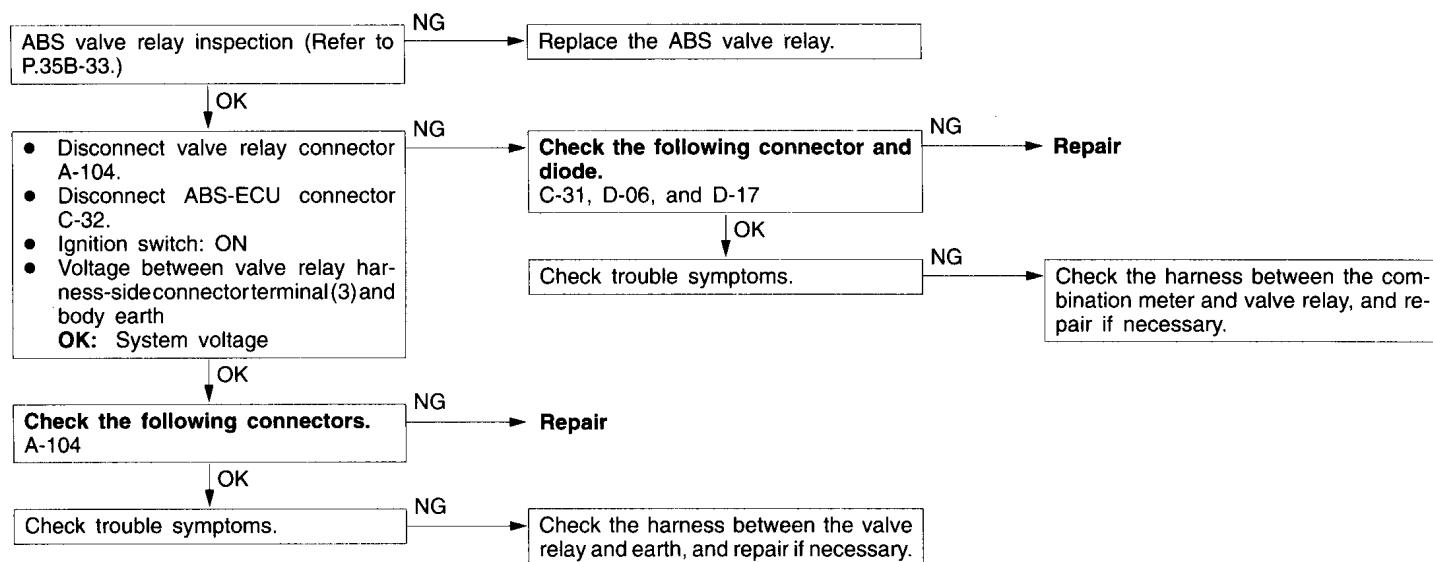 ABS valve relay inspection (Refer to
P.35B-33.)
NG
Replace the ABS valve relay.
OK
● Disconnect valve relay connector
A-104.
● Disconnect ABS-ECU connector
C-32.
● Ignition switch: ON
● Voltage between valve relay har-
ness-side connector terminal (3) and
body earth
OK: System voltage
NG
Check the following connector and
diode.
C-31, D-06, and D-17
NG
Repair
OK
Check trouble symptoms.
NG
Check the harness between the com-
bination meter and valve relay, and re-
pair if necessary.
OK
Check the following connectors.
A-104
NG
Repair
OK
Check trouble symptoms.
NG
Check the harness between the valve
relay and earth, and repair if necessary.